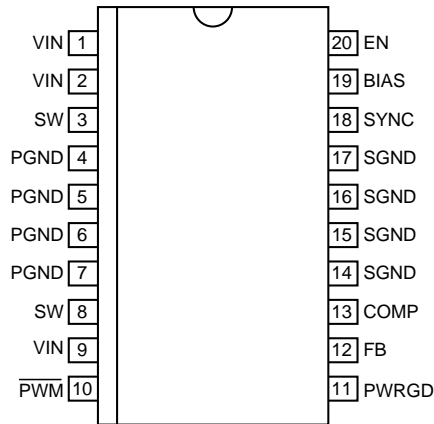 VIN 1 20 EN
VIN 2 19 BIAS
SW 3 18 SYNC
PGND 4 17 SGND
PGND 5 16 SGND
PGND 6 15 SGND
PGND 7 14 SGND
SW 8 13 COMP
VIN 9 12 FB
P̅W̅M̅ 10 11 PWRGD